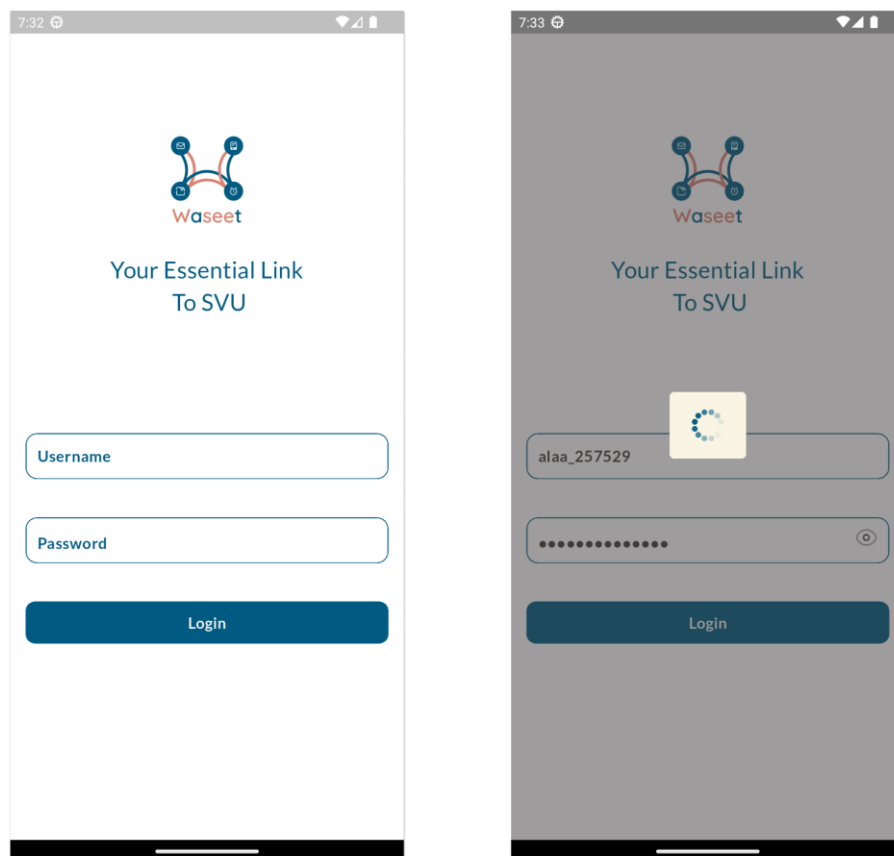 7:32
Waseet
Your Essential Link
To SVU
Username
Password
Login
7:33
Waseet
Your Essential Link
To SVU
alaa_257529
••••••••••••••
Login